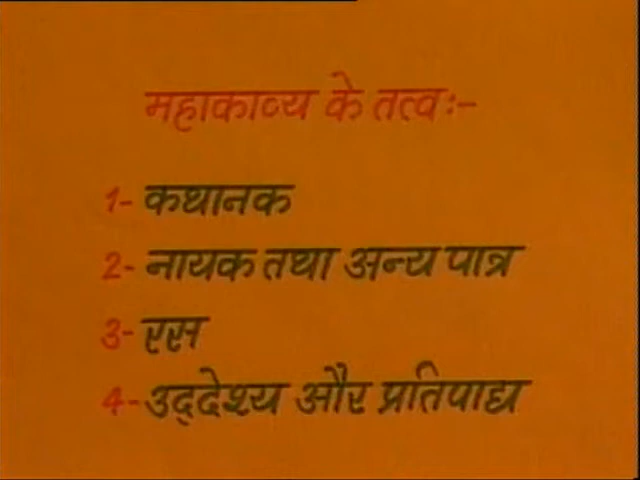 महाकाव्य के तत्वः-
1- कथानक
2- नायक तथा अन्य पात्र
3- रस
4- उद्देश्य और प्रतिपाद्य